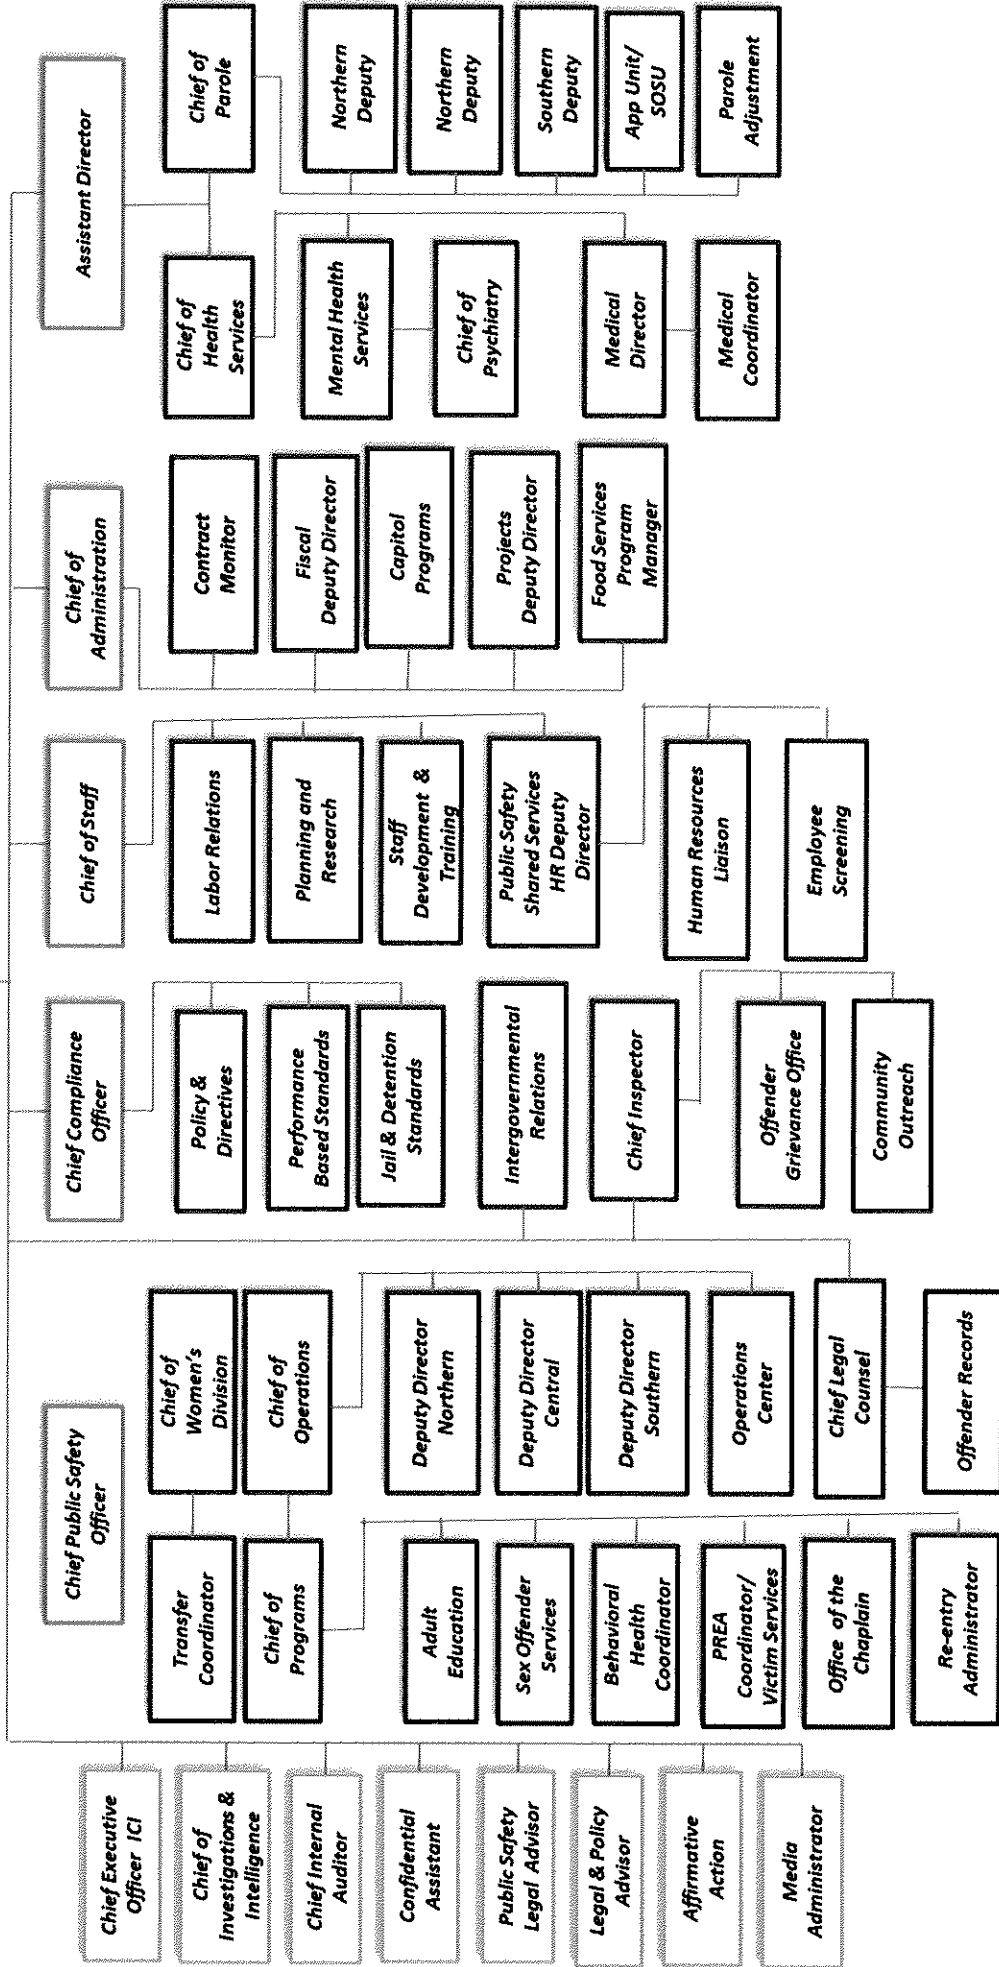 Chief Executive
Officer ICI
Chief of
Investigations &
Intelligence
Chief Internal
Auditor
Confidential
Assistant
Public Safety
Legal Advisor
Legal & Policy
Advisor
Affirmative
Action
Media
Administrator
Chief Public Safety
Officer
Transfer
Coordinator
Chief of
Women's
Division
Chief of
Programs
Chief of
Operations
Adult
Education
Sex Offender
Services
Behavioral
Health
Coordinator
PREA
Coordinator/
Victim Services
Office of the
Chaplain
Re-entry
Administrator
Deputy Director
Northern
Deputy Director
Central
Deputy Director
Southern
Operations
Center
Chief Legal
Counsel
Offender Records
Chief Compliance
Officer
Policy &
Directives
Performance
Based Standards
Jail & Detention
Standards
Intergovernmental
Relations
Chief Inspector
Offender
Grievance Office
Community
Outreach
Chief of Staff
Labor Relations
Planning and
Research
Staff
Development &
Training
Public Safety
Shared Services
HR Deputy
Director
Human Resources
Liaison
Employee
Screening
Chief of
Administration
Contract
Monitor
Fiscal
Deputy Director
Capitol
Programs
Projects
Deputy Director
Food Services
Program
Manager
Assistant Director
Chief of
Health
Services
Chief of
Parole
Mental Health
Services
Chief of
Psychiatry
Medical
Director
Medical
Coordinator
Northern
Deputy
Northern
Deputy
Southern
Deputy
App Unit/
SOSU
Parole
Adjustment